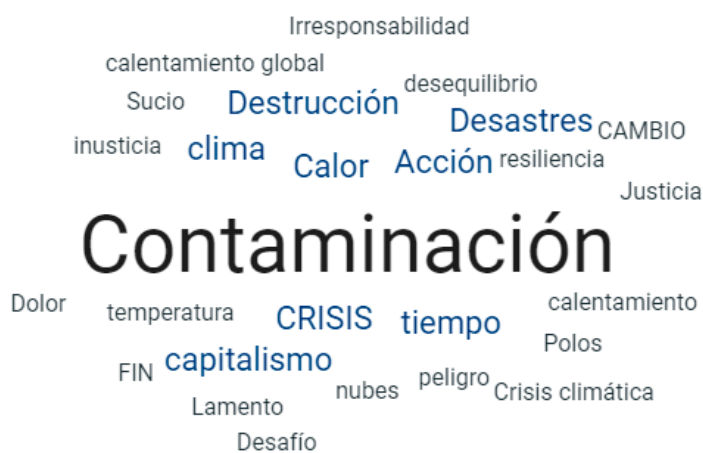 Irresponsabilidad
calentamiento global
desequilibrio
Sucio
Destrucción
Desastres
CAMBIO
inusticia
clima
Calor
Acción
resiliencia
Justicia
Contaminación
Dolor
temperatura
CRISIS
tiempo
calentamiento
Polos
FIN
capitalismo
nubes
peligro
Crisis climática
Lamento
Desafío